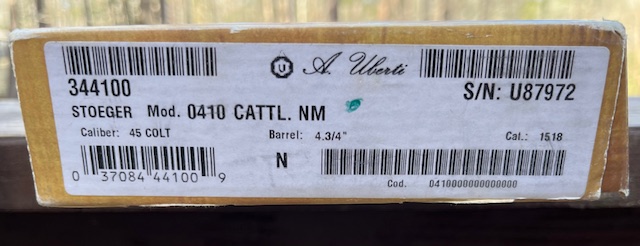 A. Uberti
344100
S/N: U87972
STOEGER Mod. 0410 CATTL. NM
Caliber: 45 COLT Barrel: 4.3/4" Cal.: 1518
N
0 37084 44100 9
Cod. 0410000000000000